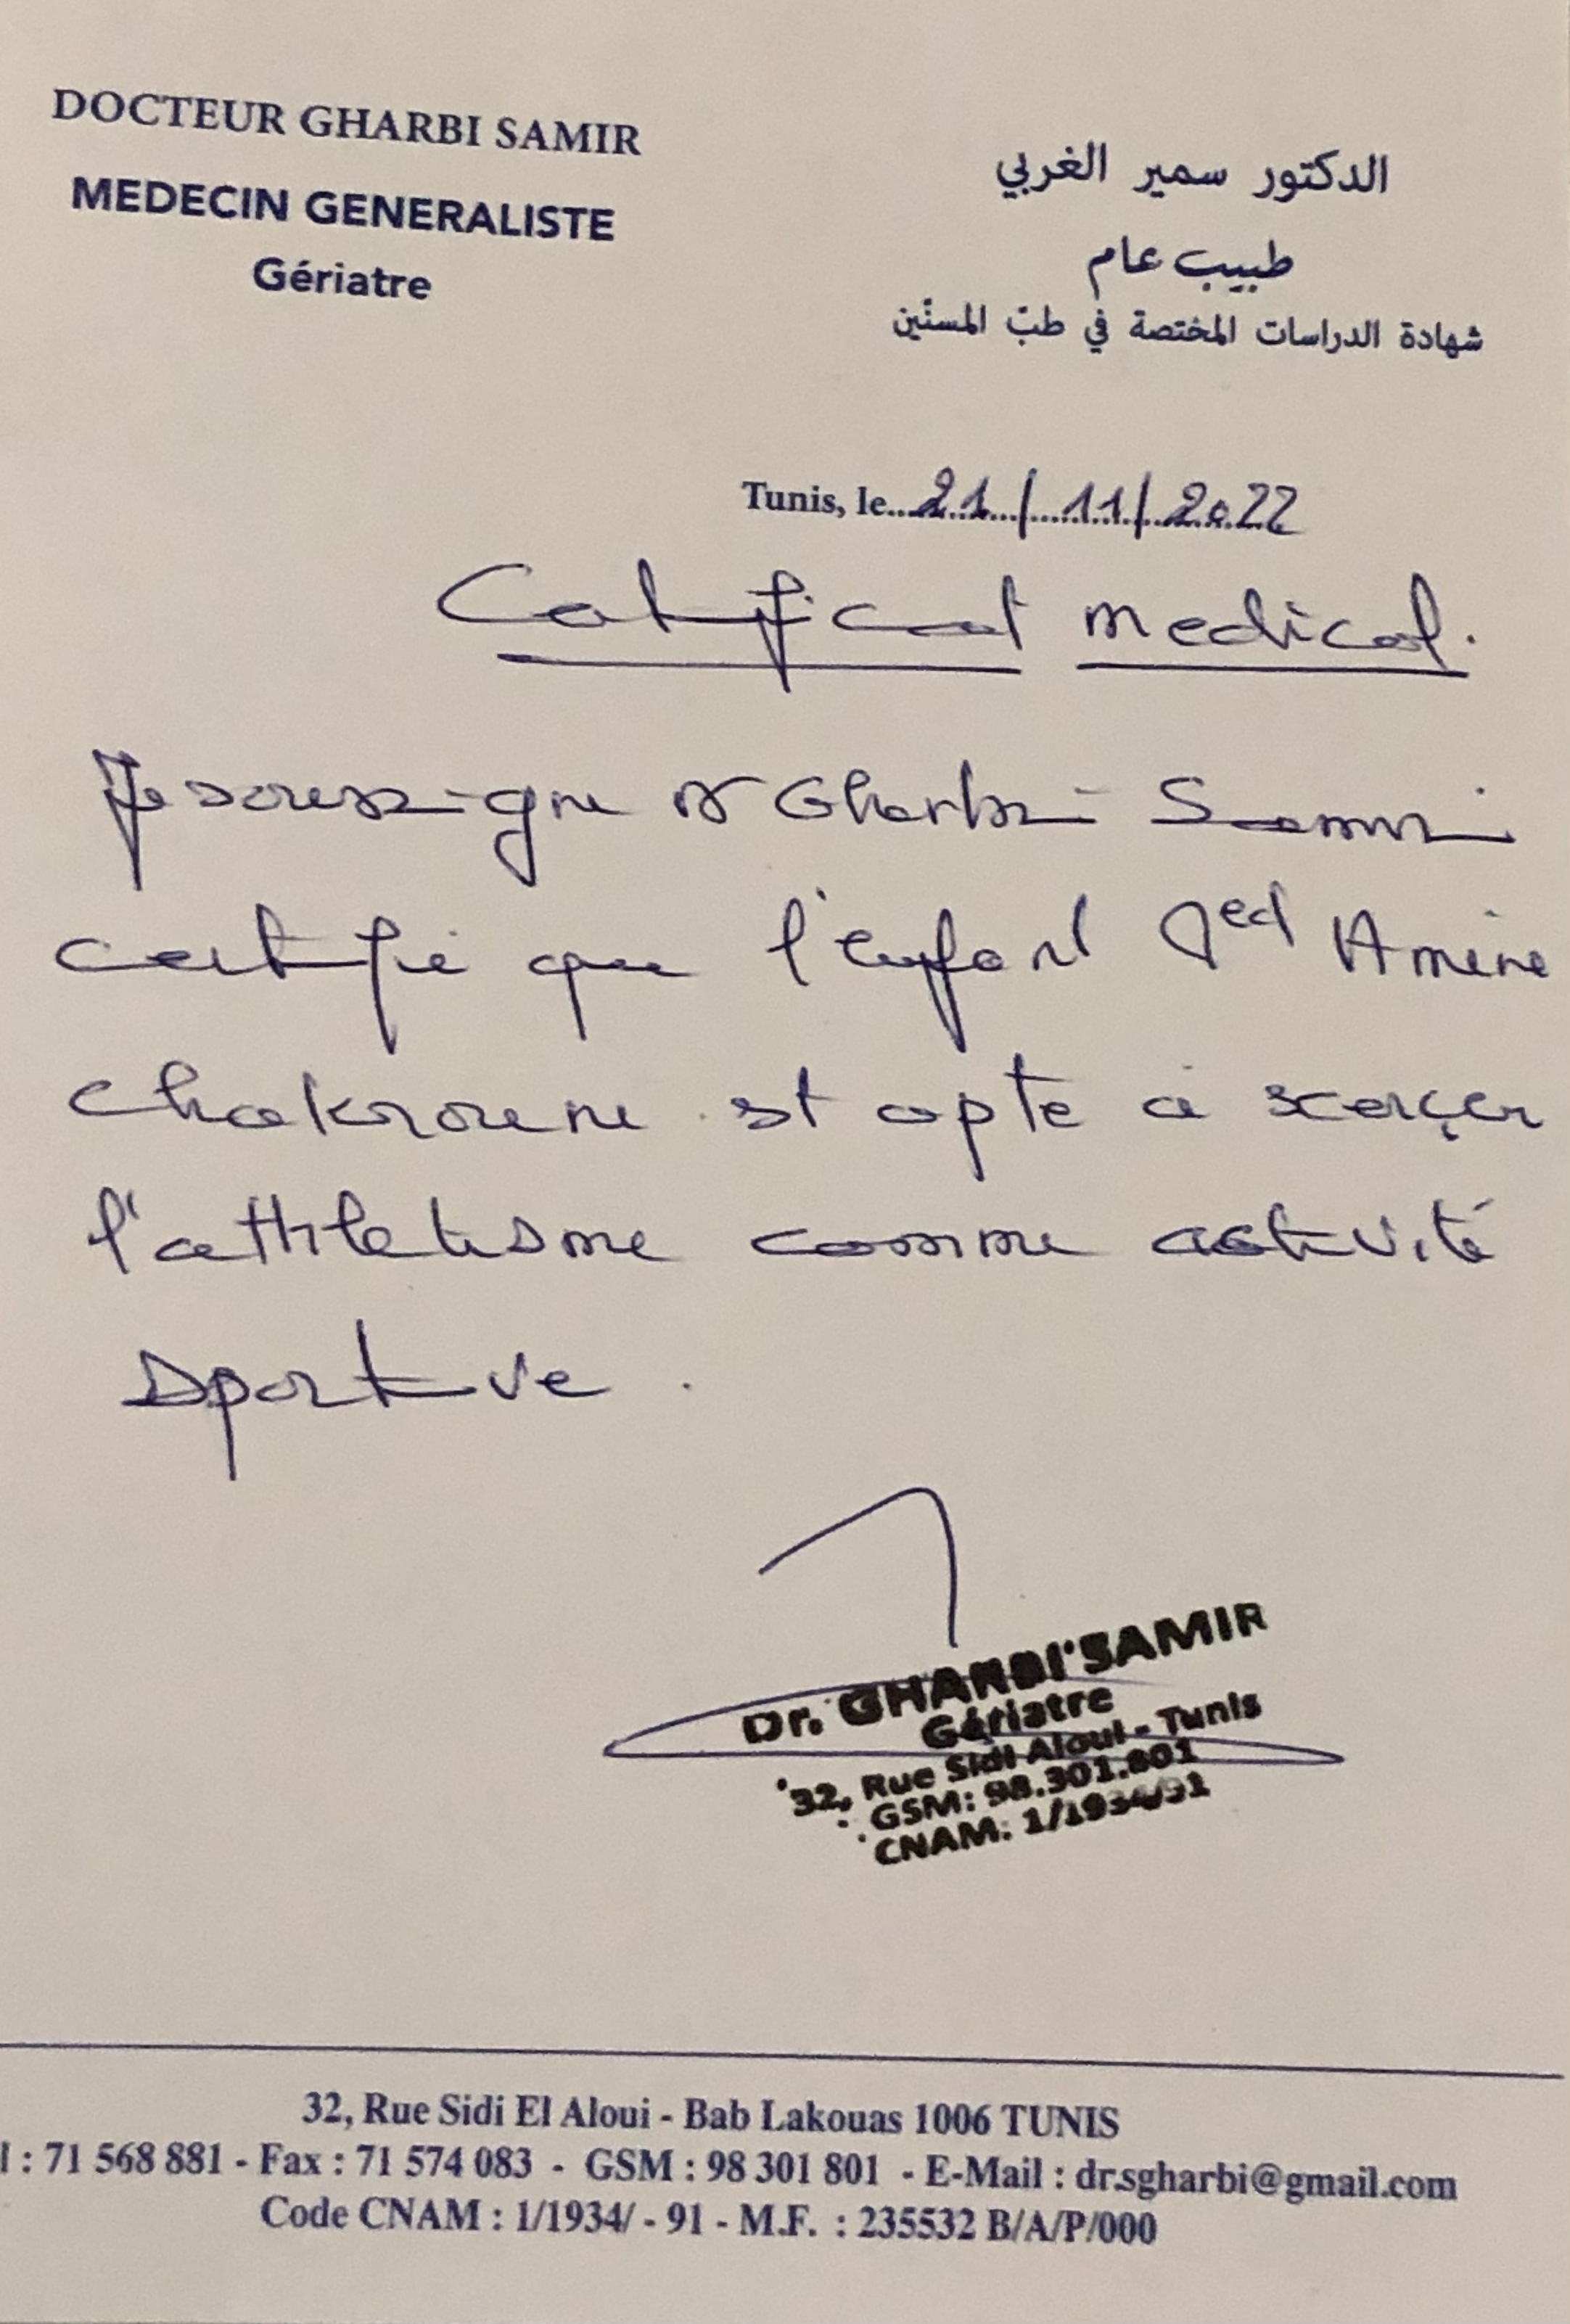 DOCTEUR GHARBI SAMIR
MEDECIN GENERALISTE
Gériatre
الدكتور سمير الغربي
طبيب عام
شهادة الدراسات المختصة في طبّ المسنّين
Tunis, le 21/11/2022
Certificat medical.
Je soussigne Dr Gharbi Samir
certifie que l'enfant Med Amine
chakroune est apte à exerçer
l'athletisme comme activité
sportive.
Dr. GHARBI SAMIR
Gériatre
32, Rue Sidi Aloui - Tunis
GSM: 98.301.801
CNAM: 1/1934/91
32, Rue Sidi El Aloui - Bab Lakouas 1006 TUNIS
l : 71 568 881 - Fax : 71 574 083 - GSM : 98 301 801 - E-Mail : dr.sgharbi@gmail.com
Code CNAM : 1/1934/ - 91 - M.F. : 235532 B/A/P/000